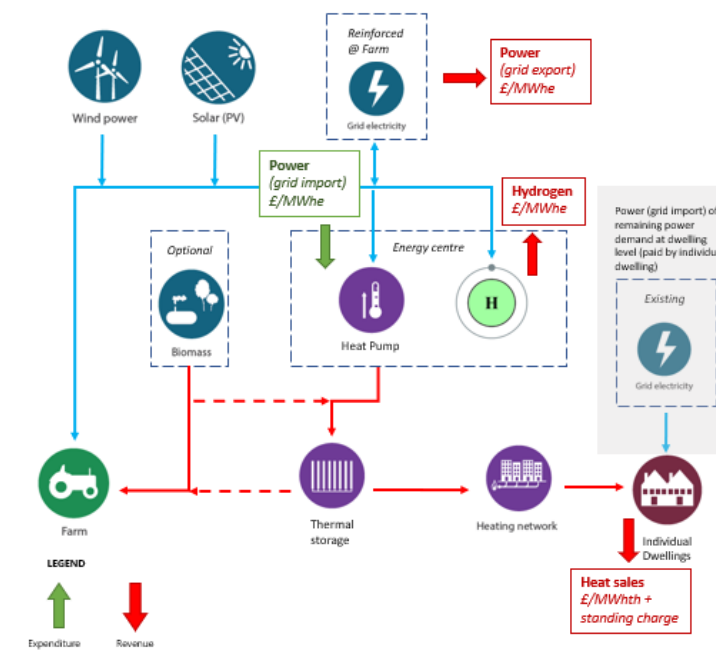 Reinforced
@ Farm
Grid electricity
Power
(grid export)
£/MWhe
Wind power
Solar (PV)
Power
(grid import)
£/MWhe
Hydrogen
£/MWhe
Power (grid import) of
remaining power
demand at dwelling
level (paid by individu
dwelling)
Optional
Biomass
Energy centre
Heat Pump
H
Existing
Grid electricity
Farm
Thermal
storage
Heating network
Individual
Dwellings
LEGEND
Expenditure
Revenue
Heat sales
£/MWhth +
standing charge